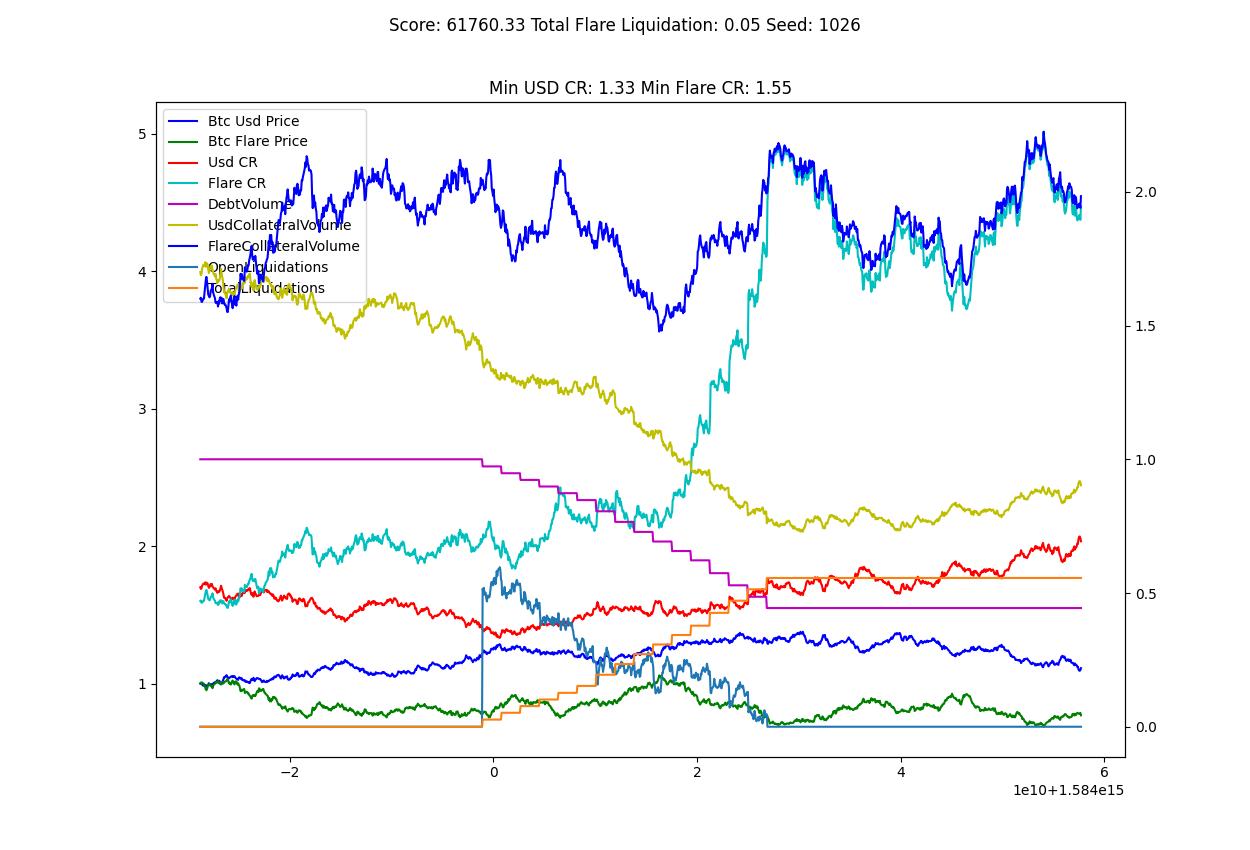 Score: 61760.33 Total Flare Liquidation: 0.05 Seed: 1026
Min USD CR: 1.33 Min Flare CR: 1.55
Btc Usd Price
Btc Flare Price
Usd CR
Flare CR
DebtVolume
UsdCollateralVolume
FlareCollateralVolume
OpenLiquidations
TotalLiquidations
5
4
3
2
1
2.0
1.5
1.0
0.5
0.0
−2
0
2
4
6
1e10+1.584e15